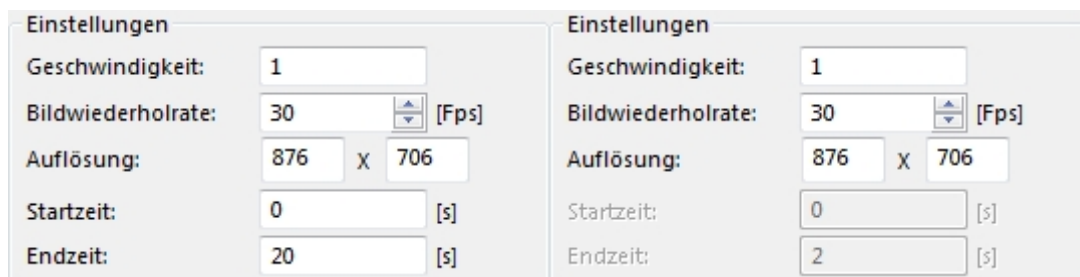 Einstellungen
Geschwindigkeit: 1
Bildwiederholrate: 30 [Fps]
Auflösung: 876 X 706
Startzeit: 0 [s]
Endzeit: 20 [s]
Einstellungen
Geschwindigkeit: 1
Bildwiederholrate: 30 [Fps]
Auflösung: 876 X 706
Startzeit: 0 [s]
Endzeit: 2 [s]